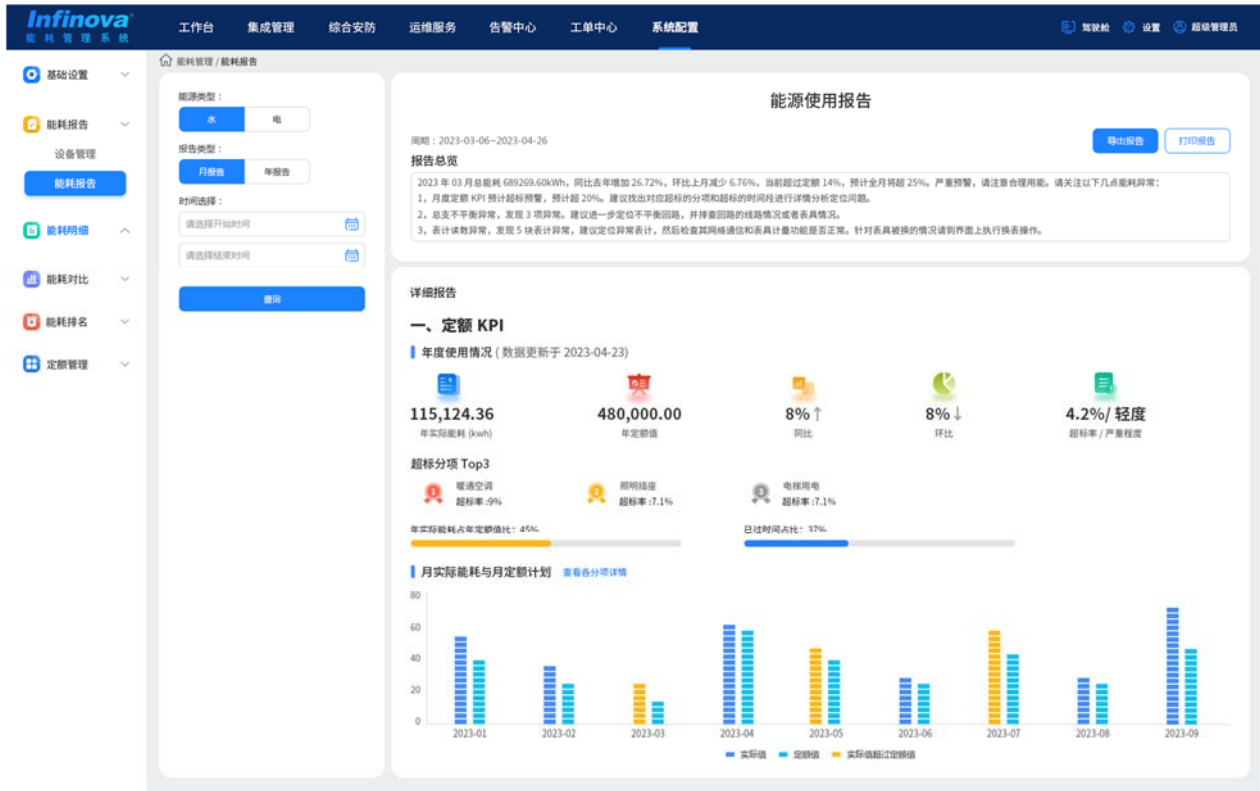 Infinova
能耗管理系统
工作台 集成管理 综合安防 运维服务 告警中心 工单中心 系统配置 驾驶舱 设置 超级管理员
能耗管理 / 能耗报告
基础设置
能耗报告
设备管理
能耗报告
能耗明细
能耗对比
能耗排名
定额管理
能源类型：
水 电
报告类型：
月报告 年报告
时间选择：
请选择开始时间
请选择结束时间
查询
能源使用报告
周期：2023-03-06~2023-04-26
导出报告 打印报告
报告总览
2023 年 03 月总能耗 689269.60kWh，同比去年增加 26.72%，环比上月减少 6.76%，当前超过定额 14%，预计全月将超 25%。严重预警，请注意合理用能。请关注以下几点能耗异常：
1，月度定额 KPI 预计超标预警，预计超 20%。建议找出对应超标的分项和超标的时间段进行详情分析定位问题。
2，总支不平衡异常，发现 3 项异常。建议进一步定位不平衡回路，并排查回路的线路情况或者表具情况。
3，表计读数异常，发现 5 块表计异常，建议定位异常表计，然后检查其网络通信和表具计量功能是否正常。针对表具被换的情况请到界面上执行换表操作。
详细报告
一、定额 KPI
年度使用情况 ( 数据更新于 2023-04-23)
115,124.36 480,000.00 8%↑ 8%↓ 4.2%/ 轻度
年实际能耗 (kwh) 年定额值 同比 环比 超标率 / 严重程度
超标分项 Top3
1 暖通空调 2 照明插座 3 电梯用电
超标率 :9% 超标率 :7.1% 超标率 :7.1%
年实际能耗占年定额值比：45% 已过时间占比：37%
月实际能耗与月定额计划 查看各分项详情
80
60
40
20
0
2023-01 2023-02 2023-03 2023-04 2023-05 2023-06 2023-07 2023-08 2023-09
实际值 定额值 实际值超过定额值